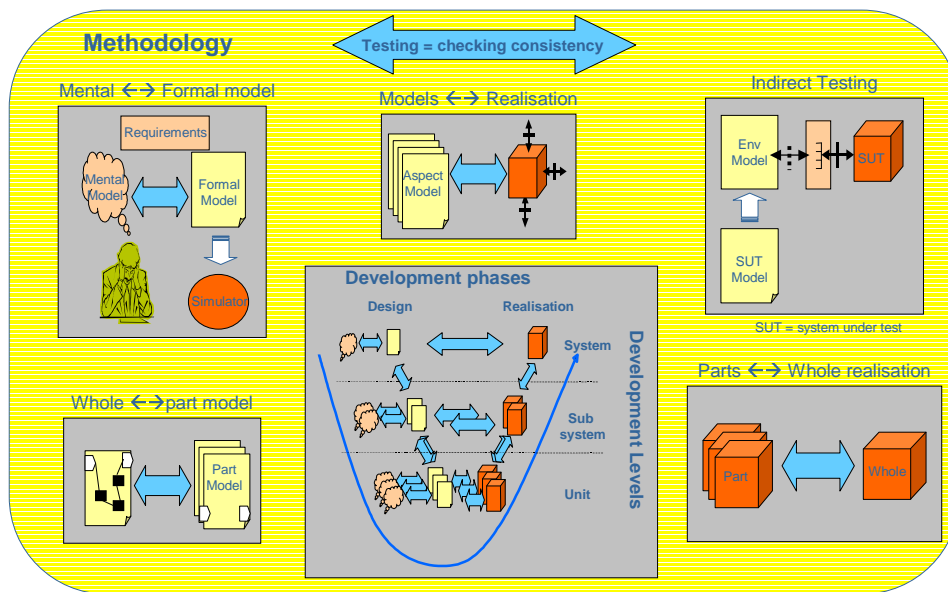 Methodology
Testing = checking consistency
Mental ←→ Formal model
Requirements
Mental
Model
Formal
Model
Simulator
Models ←→ Realisation
Aspect
Model
Indirect Testing
Env
Model
SUT
SUT
Model
SUT = system under test
Development phases
Design
Realisation
System
Sub
system
Unit
Development Levels
Whole ←→part model
Part
Model
Parts ←→ Whole realisation
Part
Whole